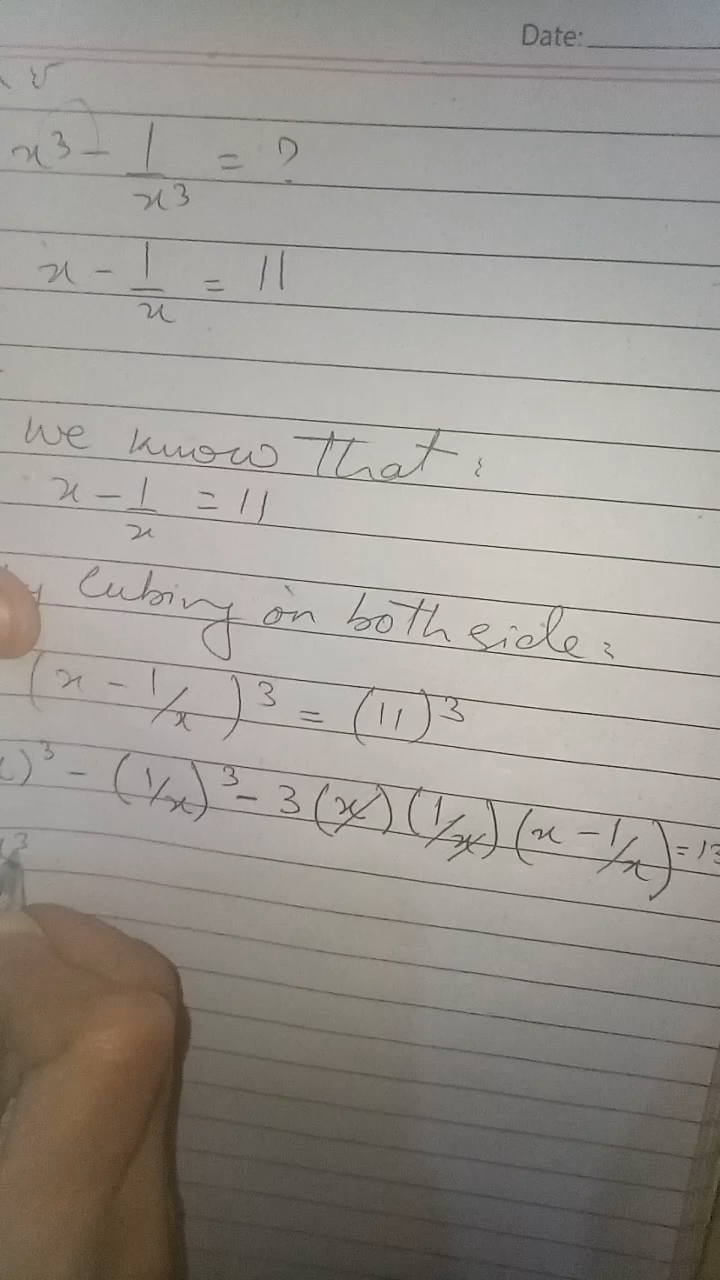 Date:
x³ - 1/x³ = ?
x - 1/x = 11
we know that:
x - 1/x = 11
Cubing on both side:
(x - 1/x)³ = (11)³
)³ - (1/x)³ - 3(x)(1/x)(x - 1/x) = 13
x³